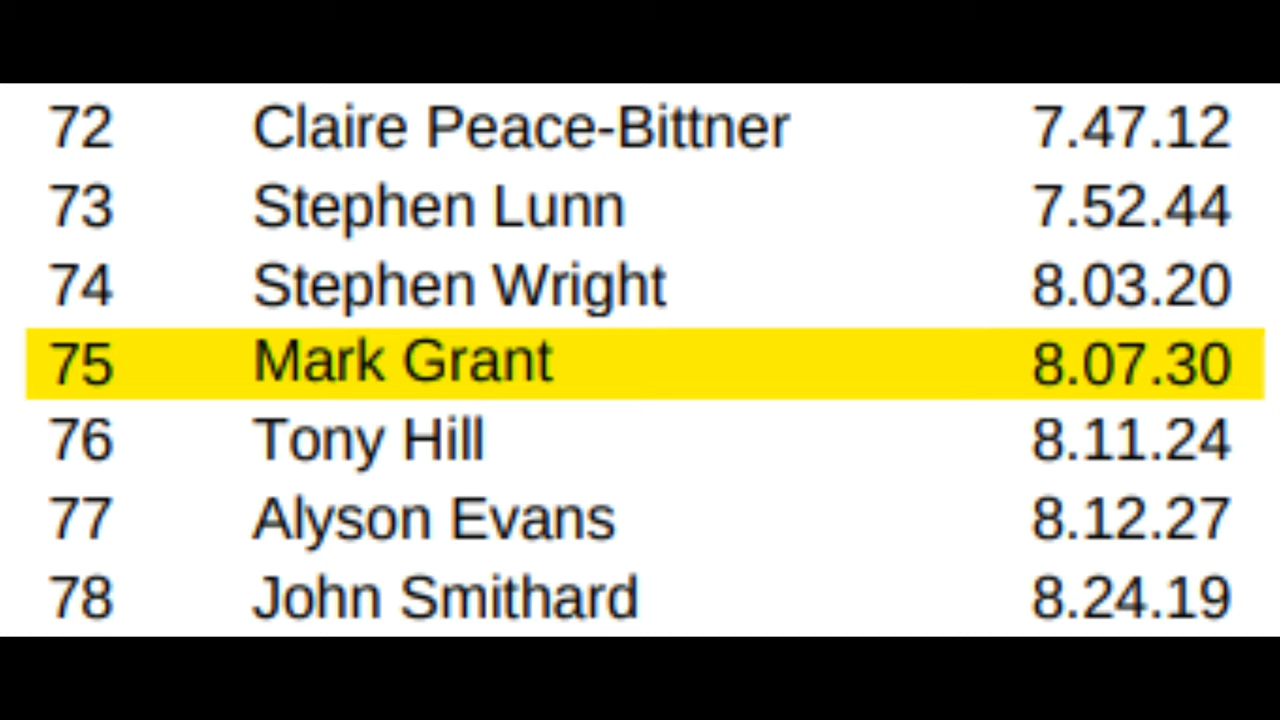 72 Claire Peace-Bittner 7.47.12
73 Stephen Lunn 7.52.44
74 Stephen Wright 8.03.20
75 Mark Grant 8.07.30
76 Tony Hill 8.11.24
77 Alyson Evans 8.12.27
78 John Smithard 8.24.19